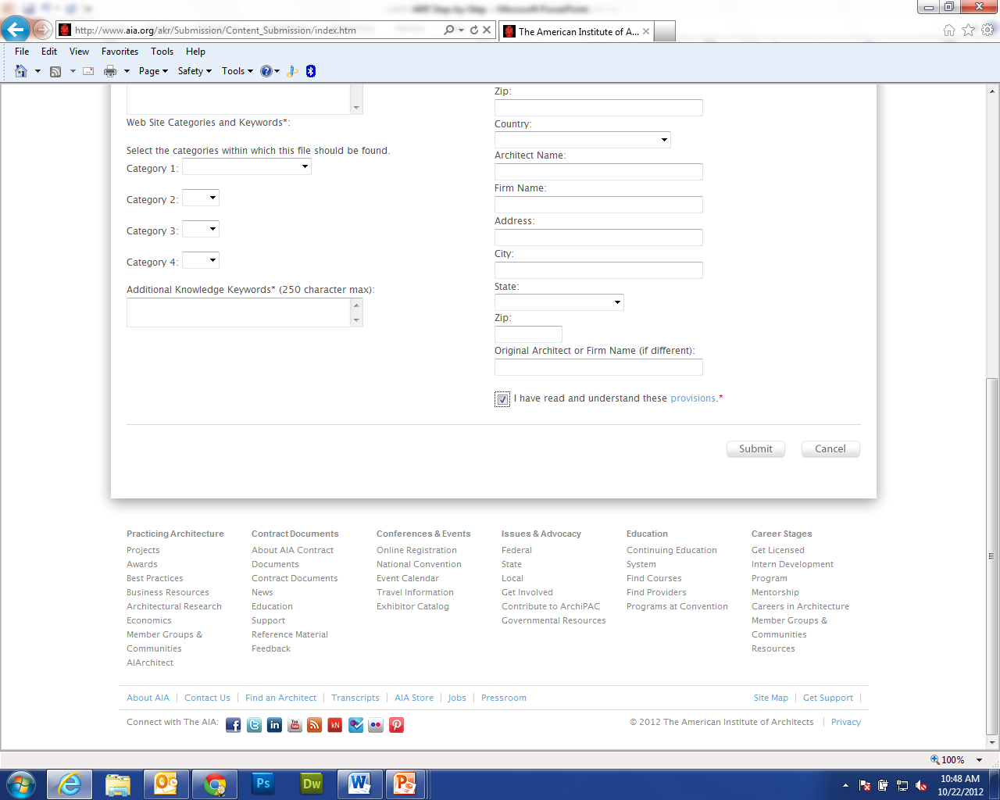 AKR Step-by-Step - Microsoft PowerPoint
http://www.aia.org/akr/Submission/Content_Submission/index.htm
The American Institute of A...
File Edit View Favorites Tools Help
Page Safety Tools
Web Site Categories and Keywords*:
Select the categories within which this file should be found.
Category 1:
Category 2:
Category 3:
Category 4:
Additional Knowledge Keywords* (250 character max):
Zip:
Country:
Architect Name:
Firm Name:
Address:
City:
State:
Zip:
Original Architect or Firm Name (if different):
I have read and understand these provisions.*
Submit Cancel
Practicing Architecture
Projects
Awards
Best Practices
Business Resources
Architectural Research
Economics
Member Groups &
Communities
AIArchitect
Contract Documents
About AIA Contract
Documents
Contract Documents
News
Education
Support
Reference Material
Feedback
Conferences & Events
Online Registration
National Convention
Event Calendar
Travel Information
Exhibitor Catalog
Issues & Advocacy
Federal
State
Local
Get Involved
Contribute to ArchiPAC
Governmental Resources
Education
Continuing Education
System
Find Courses
Find Providers
Programs at Convention
Career Stages
Get Licensed
Intern Development
Program
Mentorship
Careers in Architecture
Member Groups &
Communities
Resources
About AIA Contact Us Find an Architect Transcripts AIA Store Jobs Pressroom Site Map Get Support
Connect with The AIA: © 2012 The American Institute of Architects Privacy
100%
Ps Dw
10:48 AM
10/22/2012